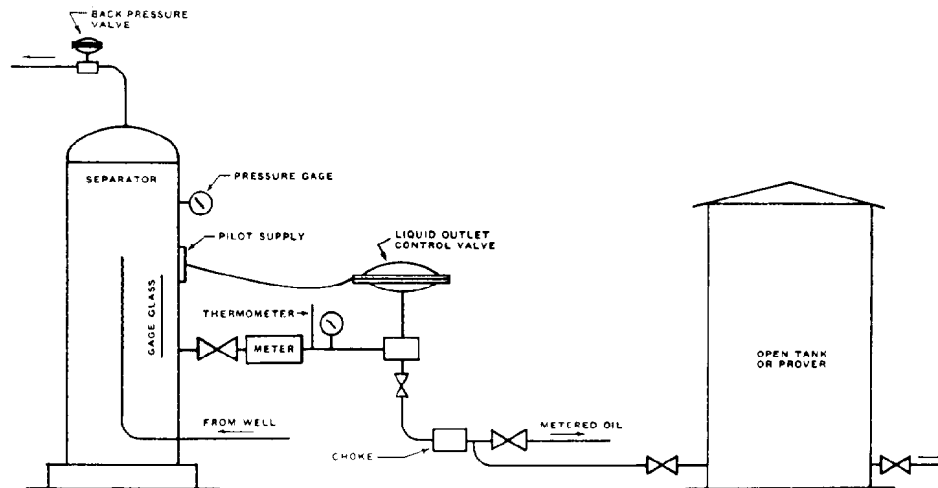 BACK PRESSURE
VALVE
SEPARATOR
PRESSURE GAGE
PILOT SUPPLY
LIQUID OUTLET
CONTROL VALVE
GAGE GLASS
THERMOMETER
METER
OPEN TANK
OR PROVER
FROM WELL
METERED OIL
CHOKE